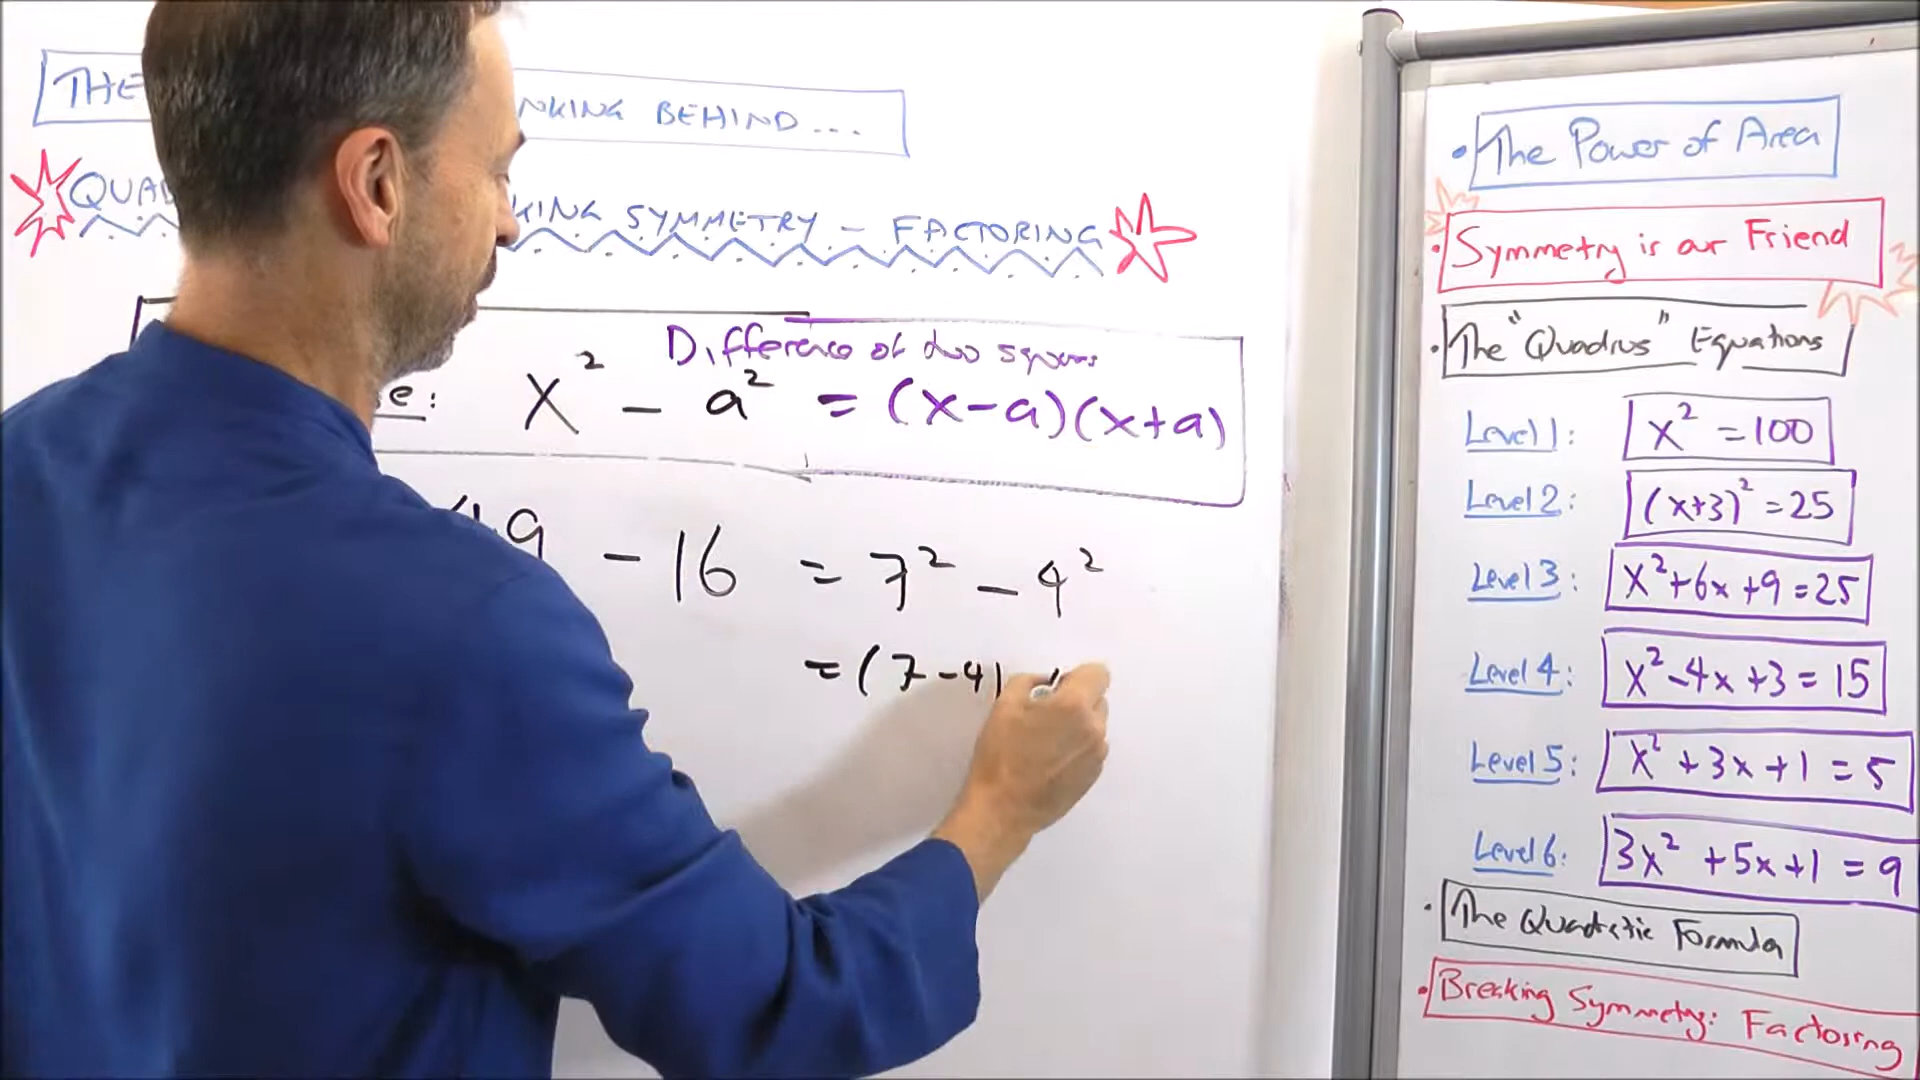 THE NKING BEHIND...
QUAD KING SYMMETRY - FACTORING
Difference of two squares
e: x² - a² = (x-a)(x+a)
49 - 16 = 7² - 4²
= (7-4) (
• The Power of Area
• Symmetry is our Friend
• The "Quadrus" Equations
Level 1: x² = 100
Level 2: (x+3)² = 25
Level 3: x²+6x+9=25
Level 4: x²-4x+3 = 15
Level 5: x²+3x+1 = 5
Level 6: 3x²+5x+1 = 9
• The Quadratic Formula
• Breaking Symmetry: Factoring